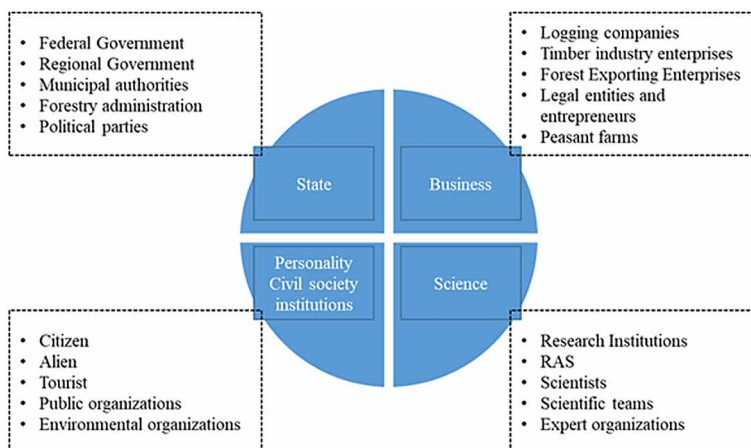 • Federal Government
• Regional Government
• Municipal authorities
• Forestry administration
• Political parties
• Logging companies
• Timber industry enterprises
• Forest Exporting Enterprises
• Legal entities and
entrepreneurs
• Peasant farms
State
Business
Personality
Civil society
institutions
Science
• Citizen
• Alien
• Tourist
• Public organizations
• Environmental organizations
• Research Institutions
• RAS
• Scientists
• Scientific teams
• Expert organizations